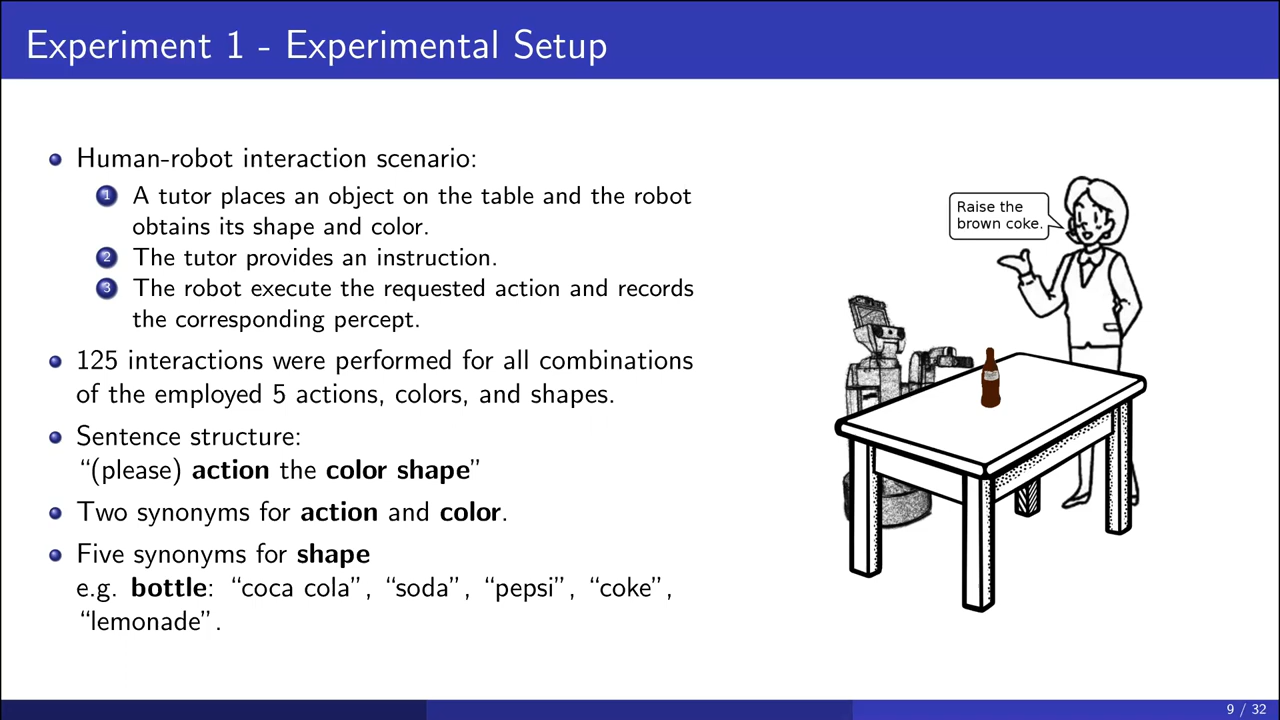 Experiment 1 - Experimental Setup
Human-robot interaction scenario:
1 A tutor places an object on the table and the robot
obtains its shape and color.
2 The tutor provides an instruction.
3 The robot execute the requested action and records
the corresponding percept.
125 interactions were performed for all combinations
of the employed 5 actions, colors, and shapes.
Sentence structure:
“(please) action the color shape”
Two synonyms for action and color.
Five synonyms for shape
e.g. bottle: “coca cola”, “soda”, “pepsi”, “coke”,
“lemonade”.
Raise the
brown coke.
9 / 32